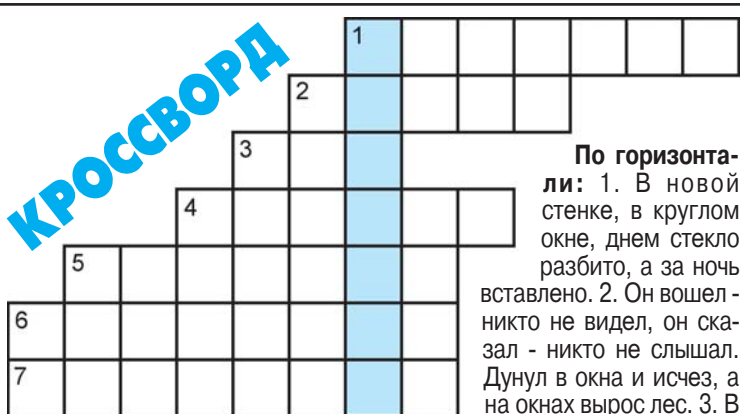 КРОССВОРД
1
2
3
4
5
6
7
По горизонта-
ли: 1. В новой
стенке, в круглом
окне, днем стекло
разбито, а за ночь
вставлено. 2. Он вошел -
никто не видел, он ска-
зал - никто не слышал.
Дунул в окна и исчез, а
на окнах вырос лес. 3. В